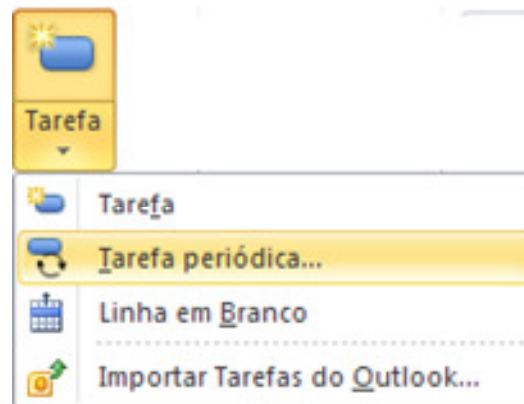 Tarefa
Tarefa
Tarefa periódica...
Linha em Branco
Importar Tarefas do Outlook...